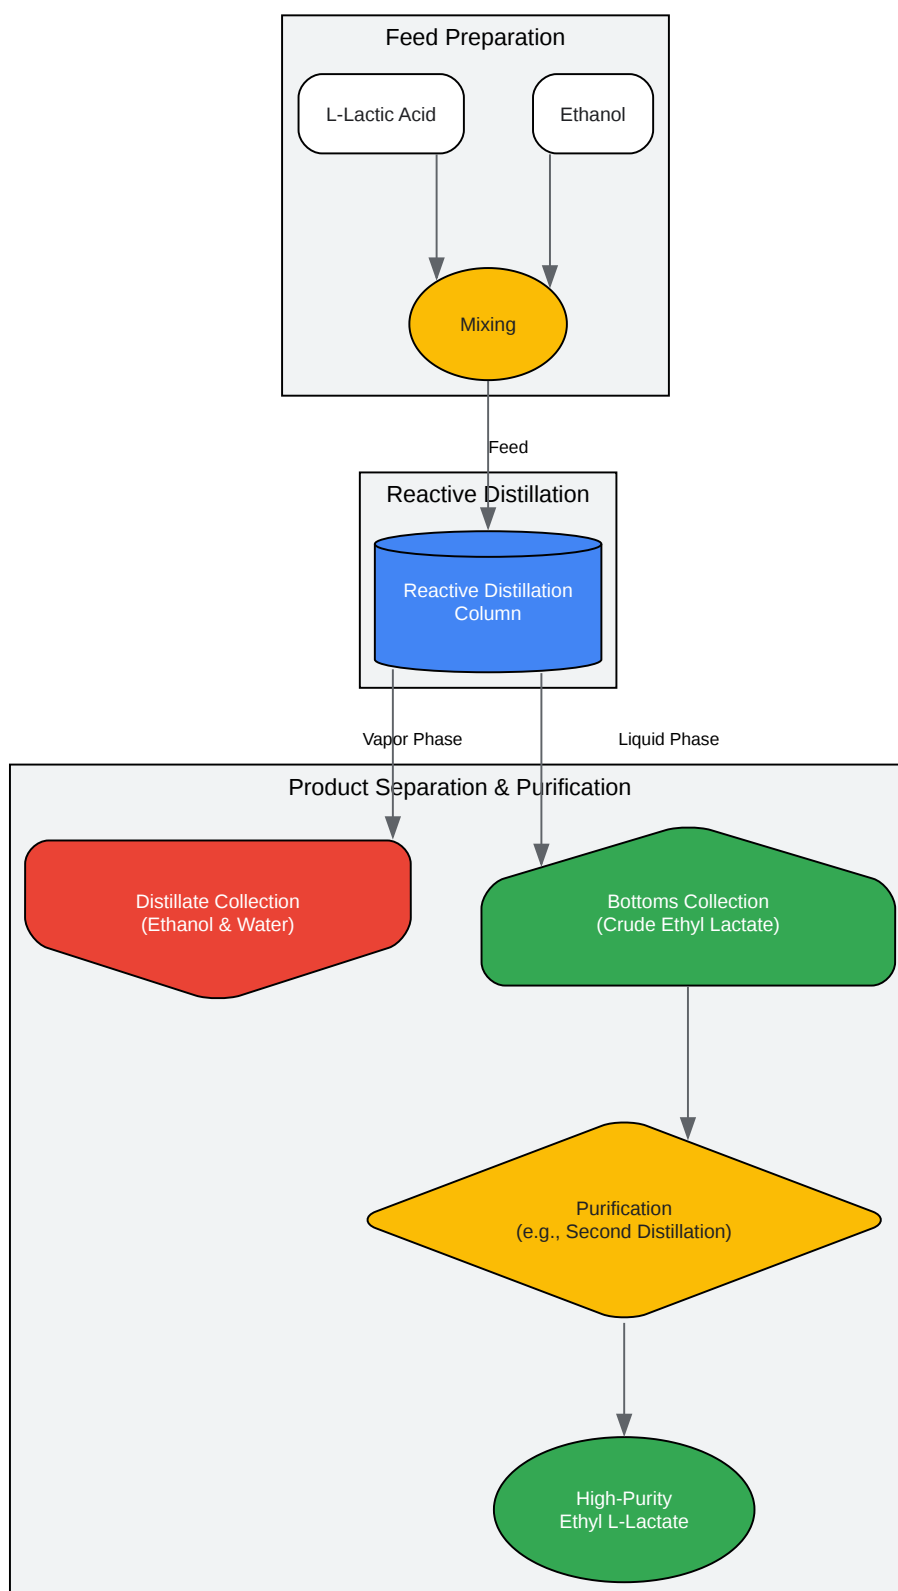 Feed Preparation
L-Lactic Acid
Ethanol
Mixing
Feed
Reactive Distillation
Reactive Distillation
Column
Vapor Phase
Liquid Phase
Product Separation & Purification
Distillate Collection
(Ethanol & Water)
Bottoms Collection
(Crude Ethyl Lactate)
Purification
(e.g., Second Distillation)
High-Purity
Ethyl L-Lactate